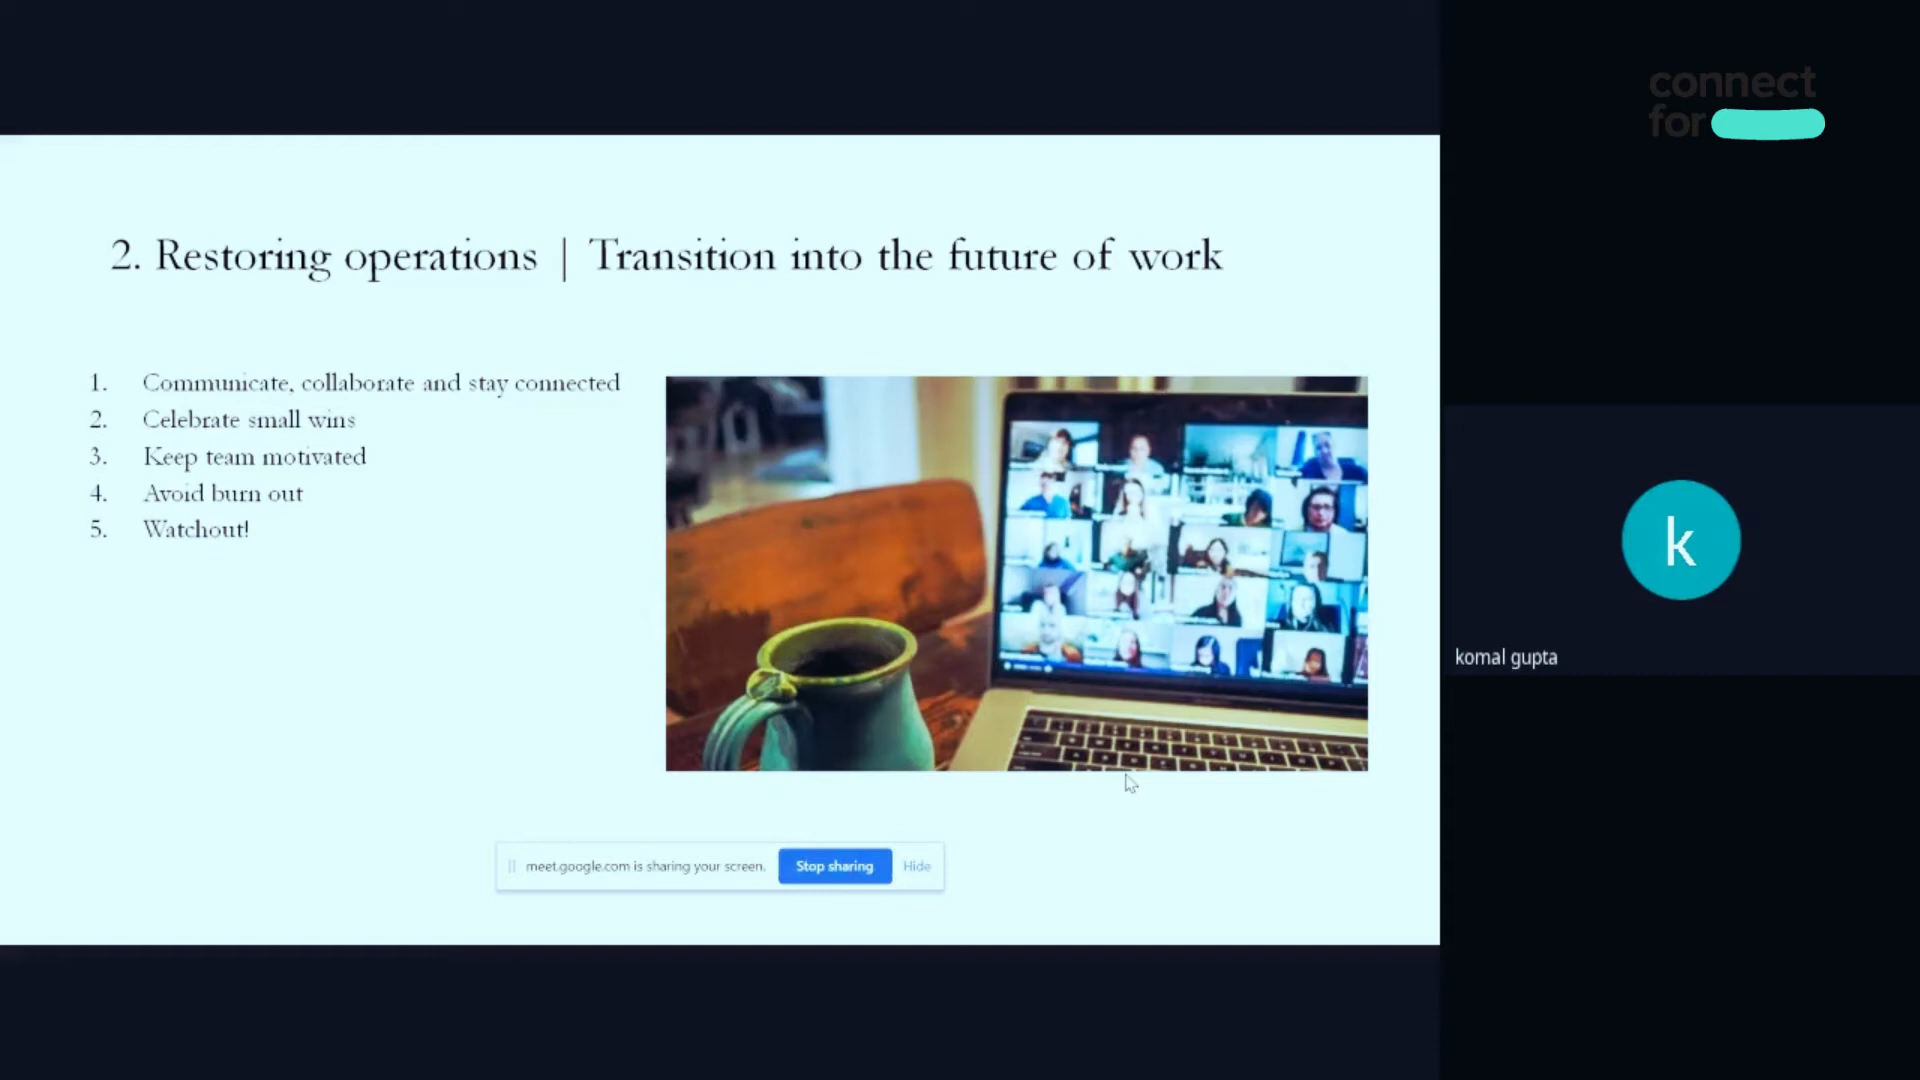 connect
for
2. Restoring operations | Transition into the future of work
1. Communicate, collaborate and stay connected
2. Celebrate small wins
3. Keep team motivated
4. Avoid burn out
5. Watchout!
k
komal gupta
meet.google.com is sharing your screen. Stop sharing Hide